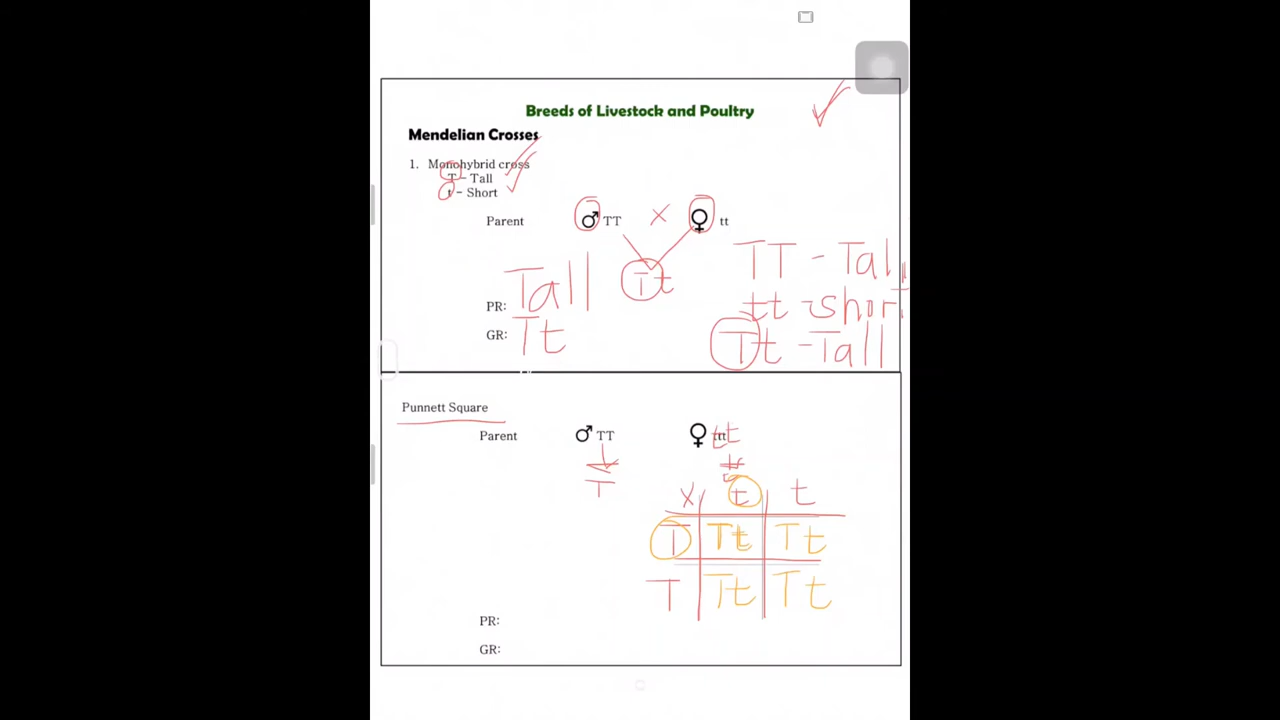 Breeds of Livestock and Poultry
Mendelian Crosses
1. Monohybrid cross
T - Tall
t - Short
Parent ♂ TT X ♀ tt
Tt
TT - Tall
tt - short
Tt - Tall
PR: Tall
GR: Tt
Punnett Square
Parent ♂ TT ♀ tt
T
X t t
T Tt Tt
T Tt Tt
PR:
GR: